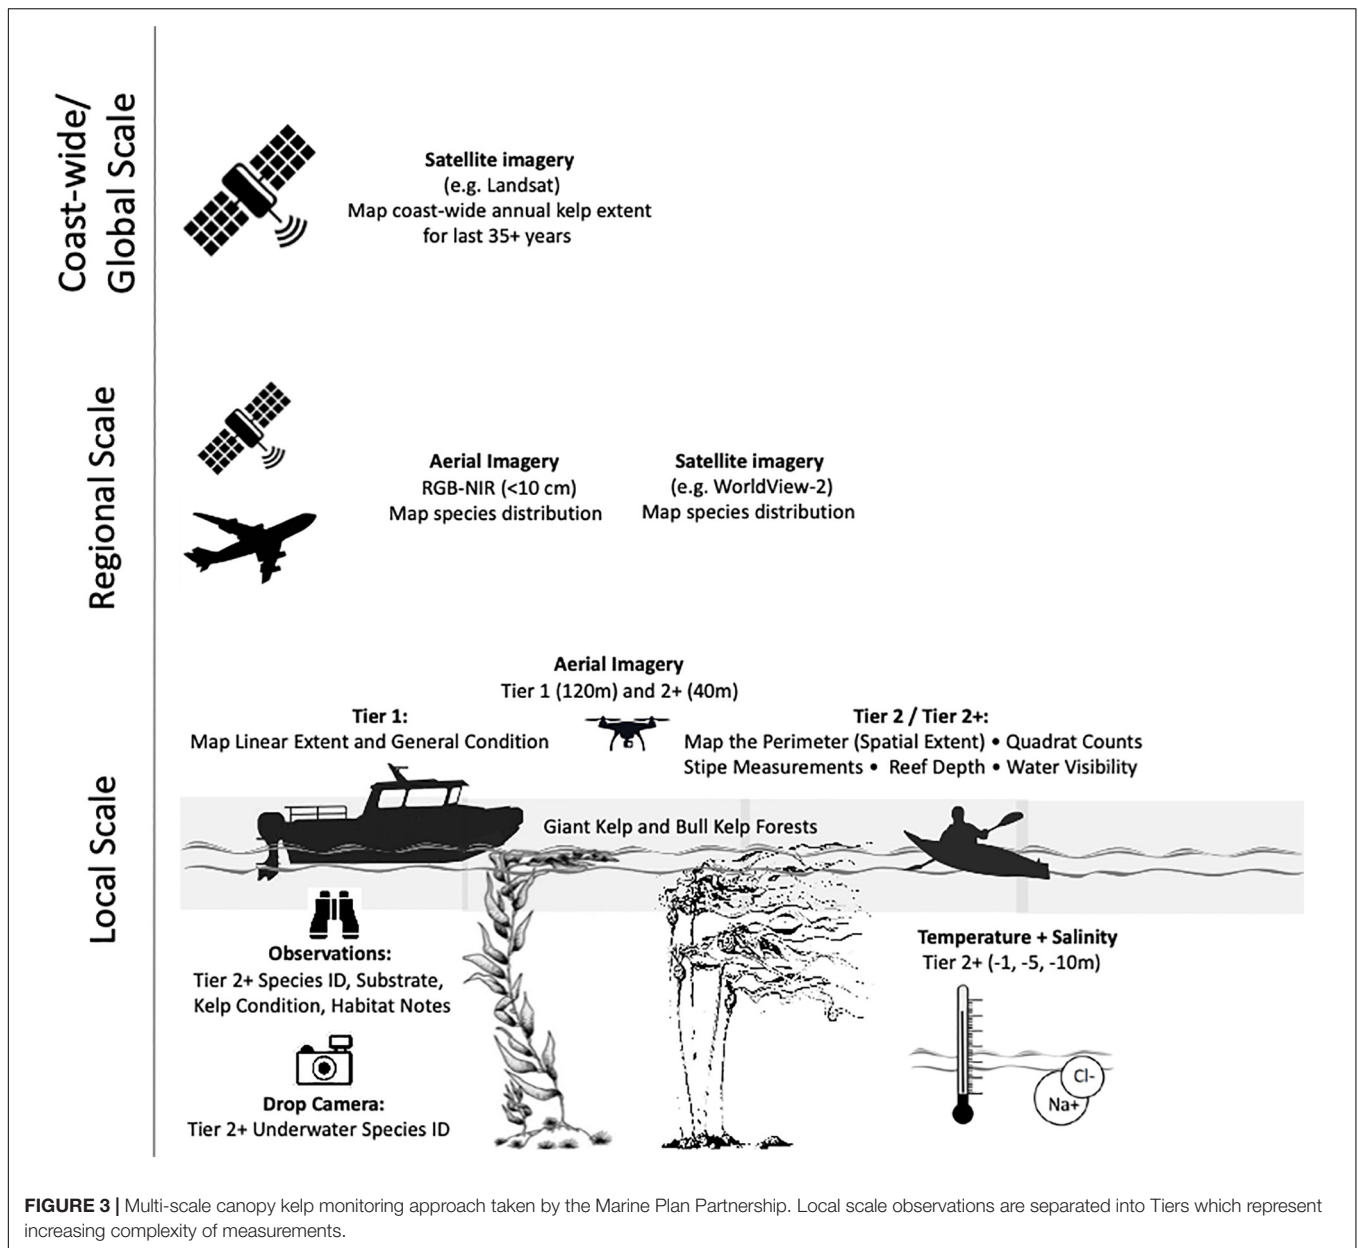 Coast-wide/
Global Scale
Satellite imagery
(e.g. Landsat)
Map coast-wide annual kelp extent
for last 35+ years
Regional Scale
Aerial Imagery
RGB-NIR (<10 cm)
Map species distribution
Satellite imagery
(e.g. WorldView-2)
Map species distribution
Local Scale
Aerial Imagery
Tier 1 (120m) and 2+ (40m)
Tier 1:
Map Linear Extent and General Condition
Tier 2 / Tier 2+:
Map the Perimeter (Spatial Extent) • Quadrat Counts
Stipe Measurements • Reef Depth • Water Visibility
Giant Kelp and Bull Kelp Forests
Observations:
Tier 2+ Species ID, Substrate,
Kelp Condition, Habitat Notes
Drop Camera:
Tier 2+ Underwater Species ID
Temperature + Salinity
Tier 2+ (-1, -5, -10m)
Cl-
Na+
FIGURE 3 | Multi-scale canopy kelp monitoring approach taken by the Marine Plan Partnership. Local scale observations are separated into Tiers which represent
increasing complexity of measurements.